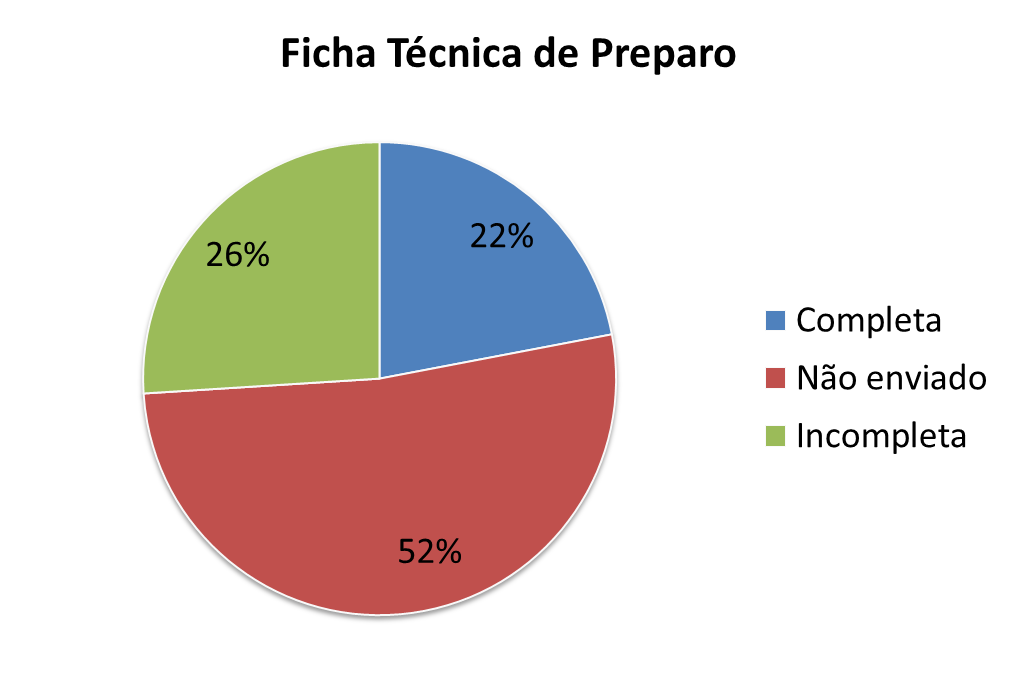 Ficha Técnica de Preparo
22%
26%
52%
Completa
Não enviado
Incompleta